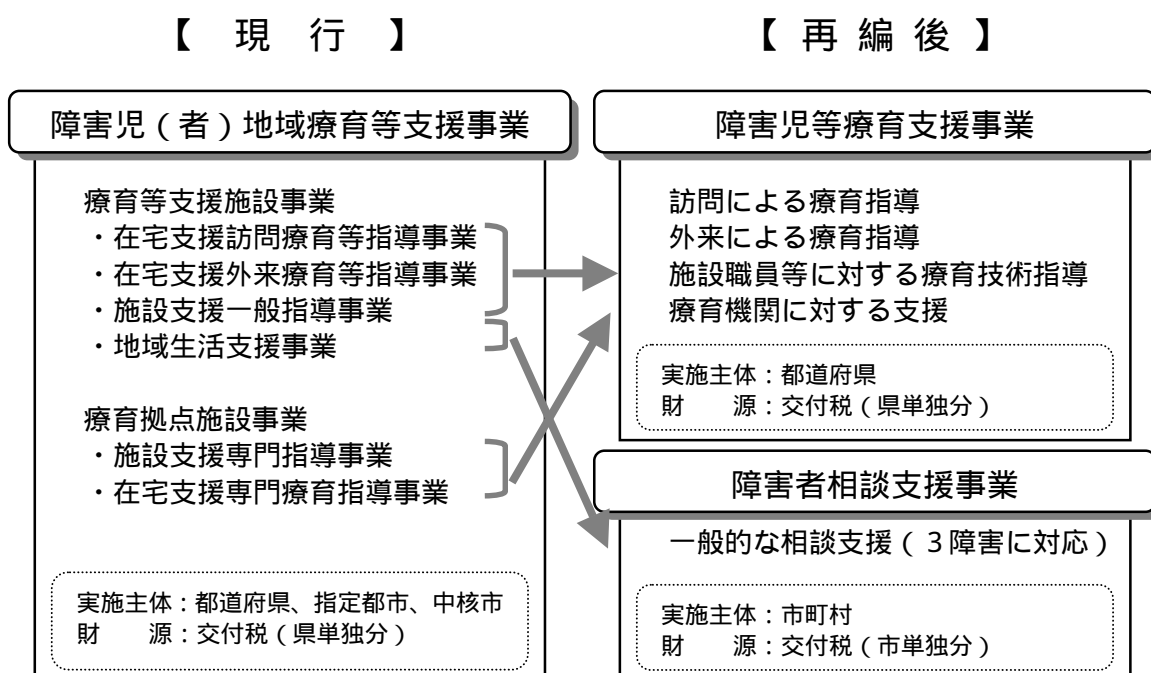 【　現　行　】
障害児（者）地域療育等支援事業
療育等支援施設事業
・在宅支援訪問療育等指導事業
・在宅支援外来療育等指導事業
・施設支援一般指導事業
・地域生活支援事業
療育拠点施設事業
・施設支援専門指導事業
・在宅支援専門療育指導事業
実施主体：都道府県、指定都市、中核市
財　　源：交付税（県単独分）
【 再 編 後 】
障害児等療育支援事業
訪問による療育指導
外来による療育指導
施設職員等に対する療育技術指導
療育機関に対する支援
実施主体：都道府県
財　　源：交付税（県単独分）
障害者相談支援事業
一般的な相談支援（３障害に対応）
実施主体：市町村
財　　源：交付税（市単独分）